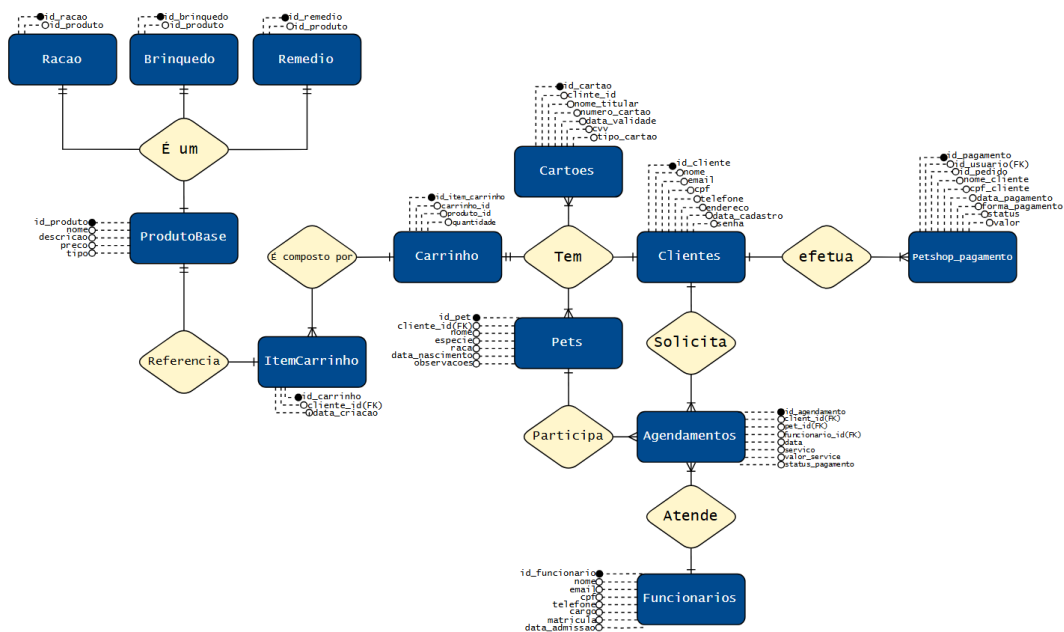 id_racao
id_produto
Racao
id_brinquedo
id_produto
Brinquedo
id_remedio
id_produto
Remedio
É um
id_produto
nome
descricao
preco
tipo
ProdutoBase
Referencia
É composto por
ItemCarrinho
id_carrinho
cliente_id(FK)
data_criacao
id_item_carrinho
carrinho_id
produto_id
quantidade
Carrinho
id_cartao
clinte_id
nome_titular
numero_cartao
data_validade
cvv
tipo_cartao
Cartoes
Tem
id_cliente
nome
email
cpf
telefone
endereco
data_cadastro
senha
Clientes
efetua
id_pagamento
id_usuario(FK)
id_pedido
nome_cliente
cpf_cliente
data_pagamento
forma_pagamento
status
valor
Petshop_pagamento
id_pet
cliente_id(FK)
nome
especie
raca
data_nascimento
observacoes
Pets
Solicita
Participa
Agendamentos
id_agendamento
client_id(FK)
pet_id(FK)
funcionario_id(FK)
data
servico
valor_service
status_pagamento
Atende
id_funcionario
nome
email
cpf
telefone
cargo
matricula
data_admissao
Funcionarios